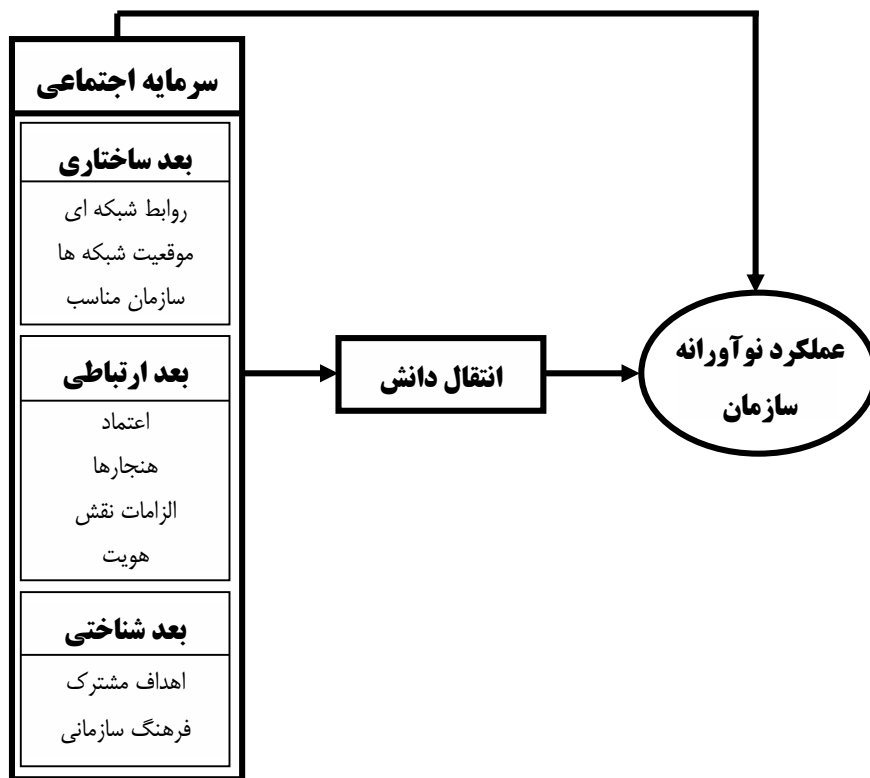 سرمایه اجتماعی
بعد ساختاری
روابط شبکه ای
موقعیت شبکه ها
سازمان مناسب
بعد ارتباطی
اعتماد
هنجارها
الزامات نقش
هویت
بعد شناختی
اهداف مشترک
فرهنگ سازمانی
انتقال دانش
عملکرد نوآورانه
سازمان